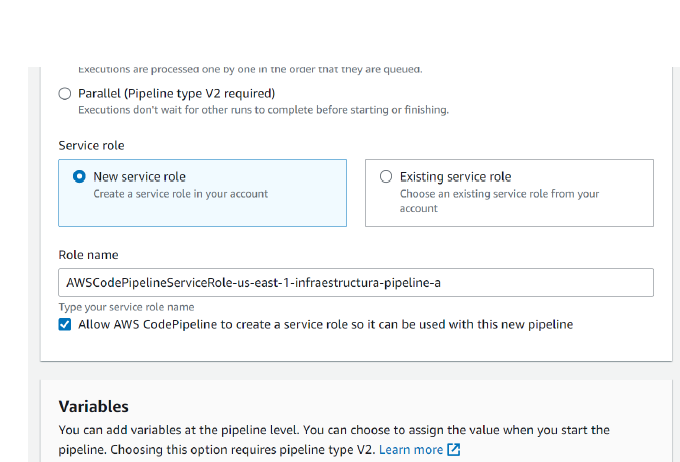 Executions are processed one by one in the order that they are queued.
Parallel (Pipeline type V2 required)
Executions don't wait for other runs to complete before starting or finishing.
Service role
New service role
Create a service role in your account
Existing service role
Choose an existing service role from your
account
Role name
AWSCodePipelineServiceRole-us-east-1-infraestructura-pipeline-a
Type your service role name
Allow AWS CodePipeline to create a service role so it can be used with this new pipeline
Variables
You can add variables at the pipeline level. You can choose to assign the value when you start the
pipeline. Choosing this option requires pipeline type V2. Learn more